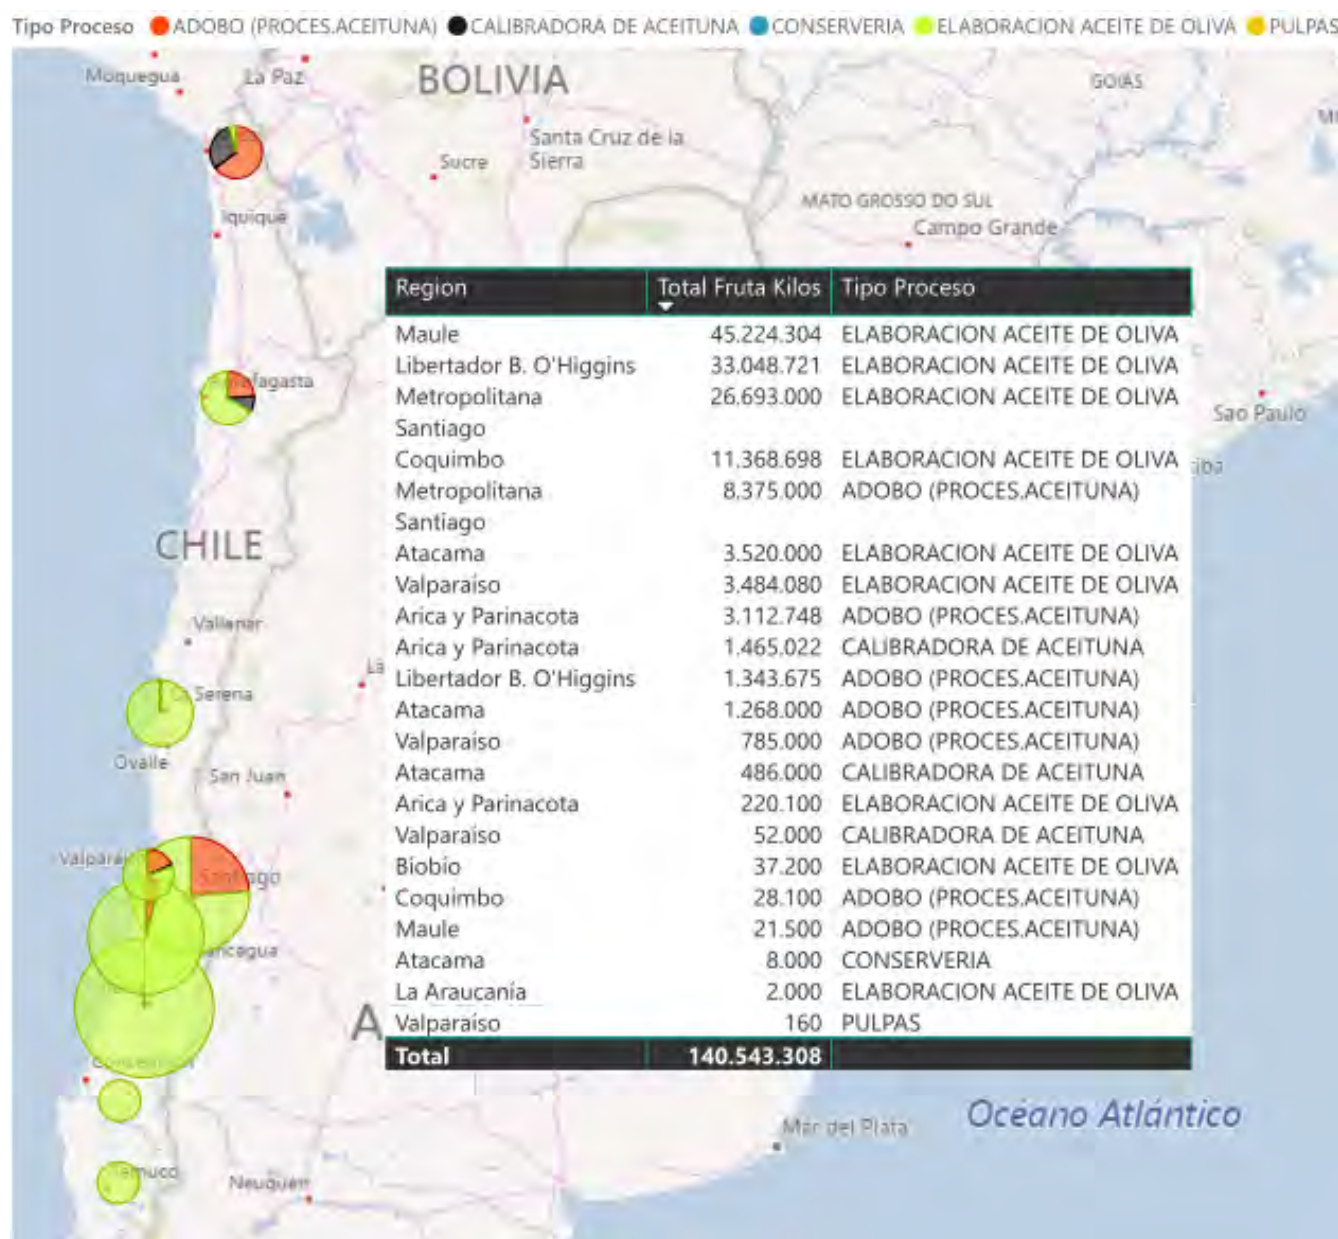 Tipo Proceso ADOBO (PROCES.ACEITUNA) CALIBRADORA DE ACEITUNA CONSERVERIA ELABORACION ACEITE DE OLIVA PULPAS
Moquegua
La Paz
BOLIVIA
GOIAS
Santa Cruz de la
Sierra
Sucre
MATO GROSSO DO SUL
Campo Grande
Iquique
Region Total Fruta Kilos Tipo Proceso
Maule 45.224.304 ELABORACION ACEITE DE OLIVA
Libertador B. O'Higgins 33.048.721 ELABORACION ACEITE DE OLIVA
Metropolitana 26.693.000 ELABORACION ACEITE DE OLIVA
Santiago
Coquimbo 11.368.698 ELABORACION ACEITE DE OLIVA
Metropolitana 8.375.000 ADOBO (PROCES.ACEITUNA)
Santiago
Atacama 3.520.000 ELABORACION ACEITE DE OLIVA
Valparaiso 3.484.080 ELABORACION ACEITE DE OLIVA
Arica y Parinacota 3.112.748 ADOBO (PROCES.ACEITUNA)
Arica y Parinacota 1.465.022 CALIBRADORA DE ACEITUNA
Libertador B. O'Higgins 1.343.675 ADOBO (PROCES.ACEITUNA)
Atacama 1.268.000 ADOBO (PROCES.ACEITUNA)
Valparaiso 785.000 ADOBO (PROCES.ACEITUNA)
Atacama 486.000 CALIBRADORA DE ACEITUNA
Arica y Parinacota 220.100 ELABORACION ACEITE DE OLIVA
Valparaiso 52.000 CALIBRADORA DE ACEITUNA
Biobio 37.200 ELABORACION ACEITE DE OLIVA
Coquimbo 28.100 ADOBO (PROCES.ACEITUNA)
Maule 21.500 ADOBO (PROCES.ACEITUNA)
Atacama 8.000 CONSERVERIA
La Araucanía 2.000 ELABORACION ACEITE DE OLIVA
Valparaiso 160 PULPAS
Total 140.543.308
Sao Paulo
CHILE
Vallenar
Serena
Ovalle
San Juan
Santiago
A
Neuquén
Mar del Plata
Océano Atlántico